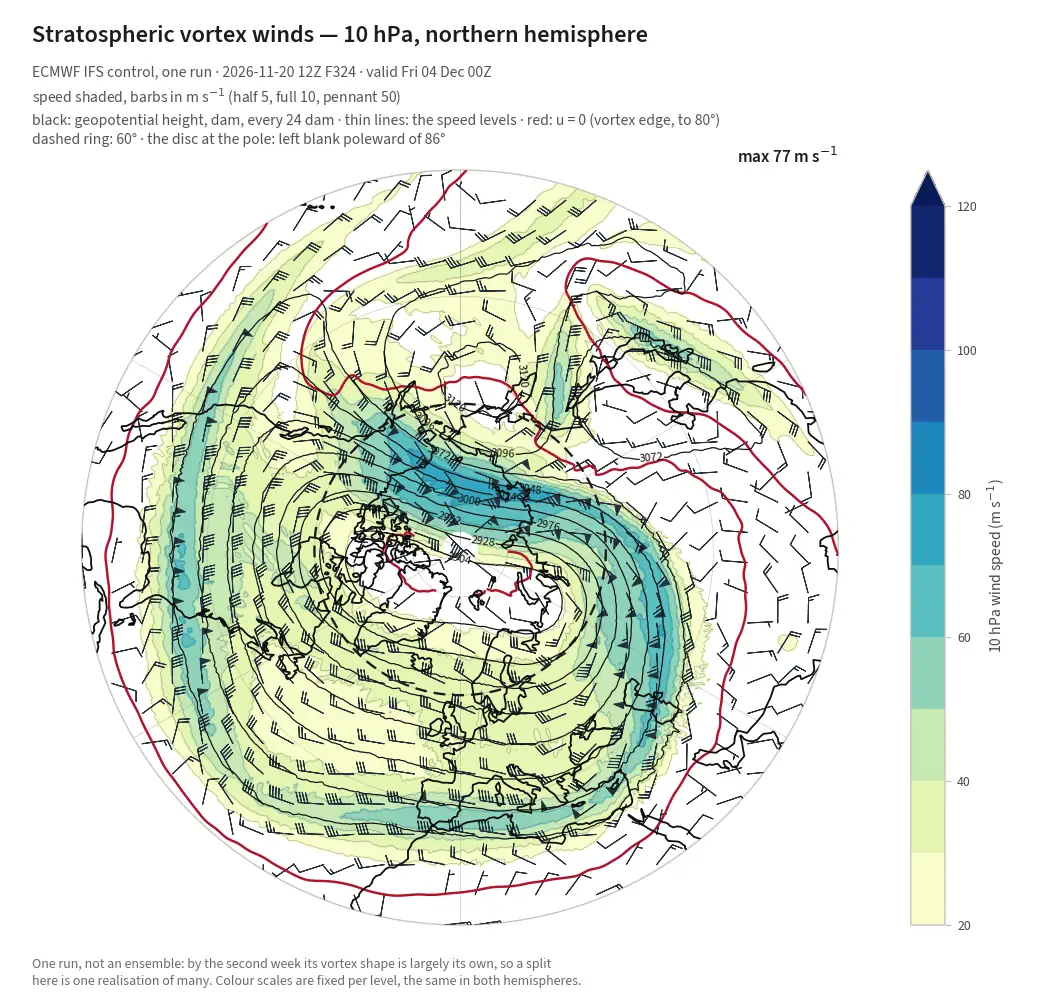 Stratospheric vortex winds — 10 hPa, northern hemisphere
ECMWF IFS control, one run · 2026-11-20 12Z F324 · valid Fri 04 Dec 00Z
speed shaded, barbs in m s⁻¹ (half 5, full 10, pennant 50)
black: geopotential height, dam, every 24 dam · thin lines: the speed levels · red: u = 0 (vortex edge, to 80°)
dashed ring: 60° · the disc at the pole: left blank poleward of 86°
max 77 m s⁻¹
120
100
80
60
40
20
10 hPa wind speed (m s⁻¹)
3120
3096
3072
3048
3000
2976
2928
One run, not an ensemble: by the second week its vortex shape is largely its own, so a split
here is one realisation of many. Colour scales are fixed per level, the same in both hemispheres.